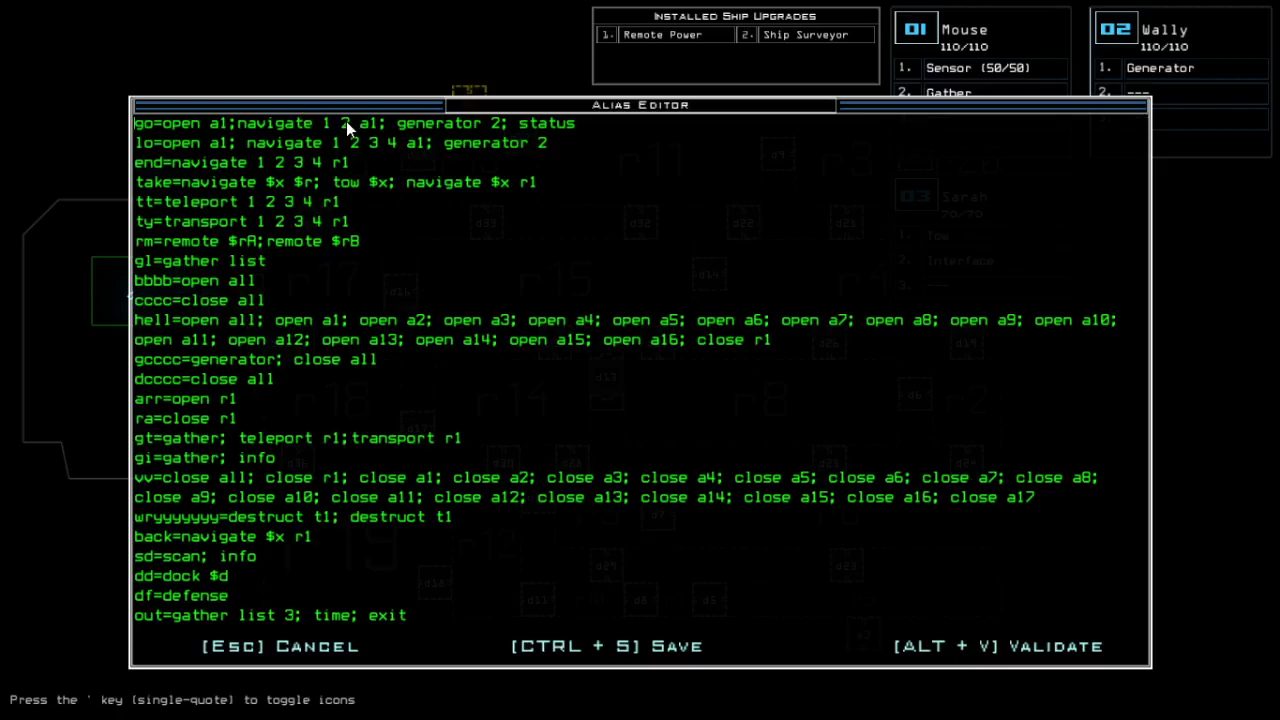 Installed Ship Upgrades
1. Remote Power 2. Ship Surveyor
01 Mouse
110/110
1. Sensor (50/50)
2. Gather
02 Wally
110/110
1. Generator
2. ---
03 Sarah
70/70
1. Tow
2. Interface
3. ---
Alias Editor
go=open a1;navigate 1 2 a1; generator 2; status
lo=open a1; navigate 1 2 3 4 a1; generator 2
end=navigate 1 2 3 4 r1
take=navigate $x $r; tow $x; navigate $x r1
tt=teleport 1 2 3 4 r1
ty=transport 1 2 3 4 r1
rm=remote $rA;remote $rB
gl=gather list
bbbb=open all
cccc=close all
hell=open all; open a1; open a2; open a3; open a4; open a5; open a6; open a7; open a8; open a9; open a10;
open a11; open a12; open a13; open a14; open a15; open a16; close r1
gcccc=generator; close all
dcccc=close all
arr=open r1
ra=close r1
gt=gather; teleport r1;transport r1
gi=gather; info
vv=close all; close r1; close a1; close a2; close a3; close a4; close a5; close a6; close a7; close a8;
close a9; close a10; close a11; close a12; close a13; close a14; close a15; close a16; close a17
wryyyyyyy=destruct t1; destruct t1
back=navigate $x r1
sd=scan; info
dd=dock $d
df=defense
out=gather list 3; time; exit
[Esc] Cancel [CTRL + S] Save [ALT + V] Validate
Press the ' key (single-quote) to toggle icons